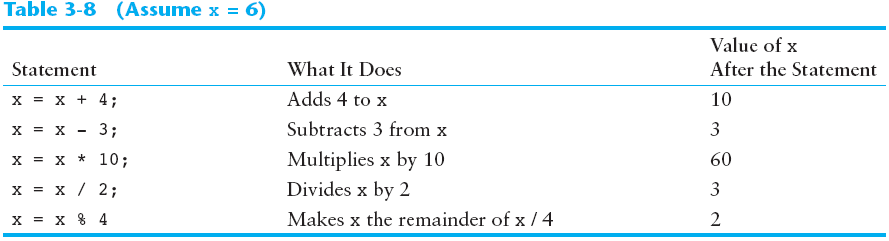 Table 3-8 (Assume x = 6)
Value of x
Statement What It Does After the Statement
x = x + 4; Adds 4 to x 10
x = x - 3; Subtracts 3 from x 3
x = x * 10; Multiplies x by 10 60
x = x / 2; Divides x by 2 3
x = x % 4 Makes x the remainder of x / 4 2